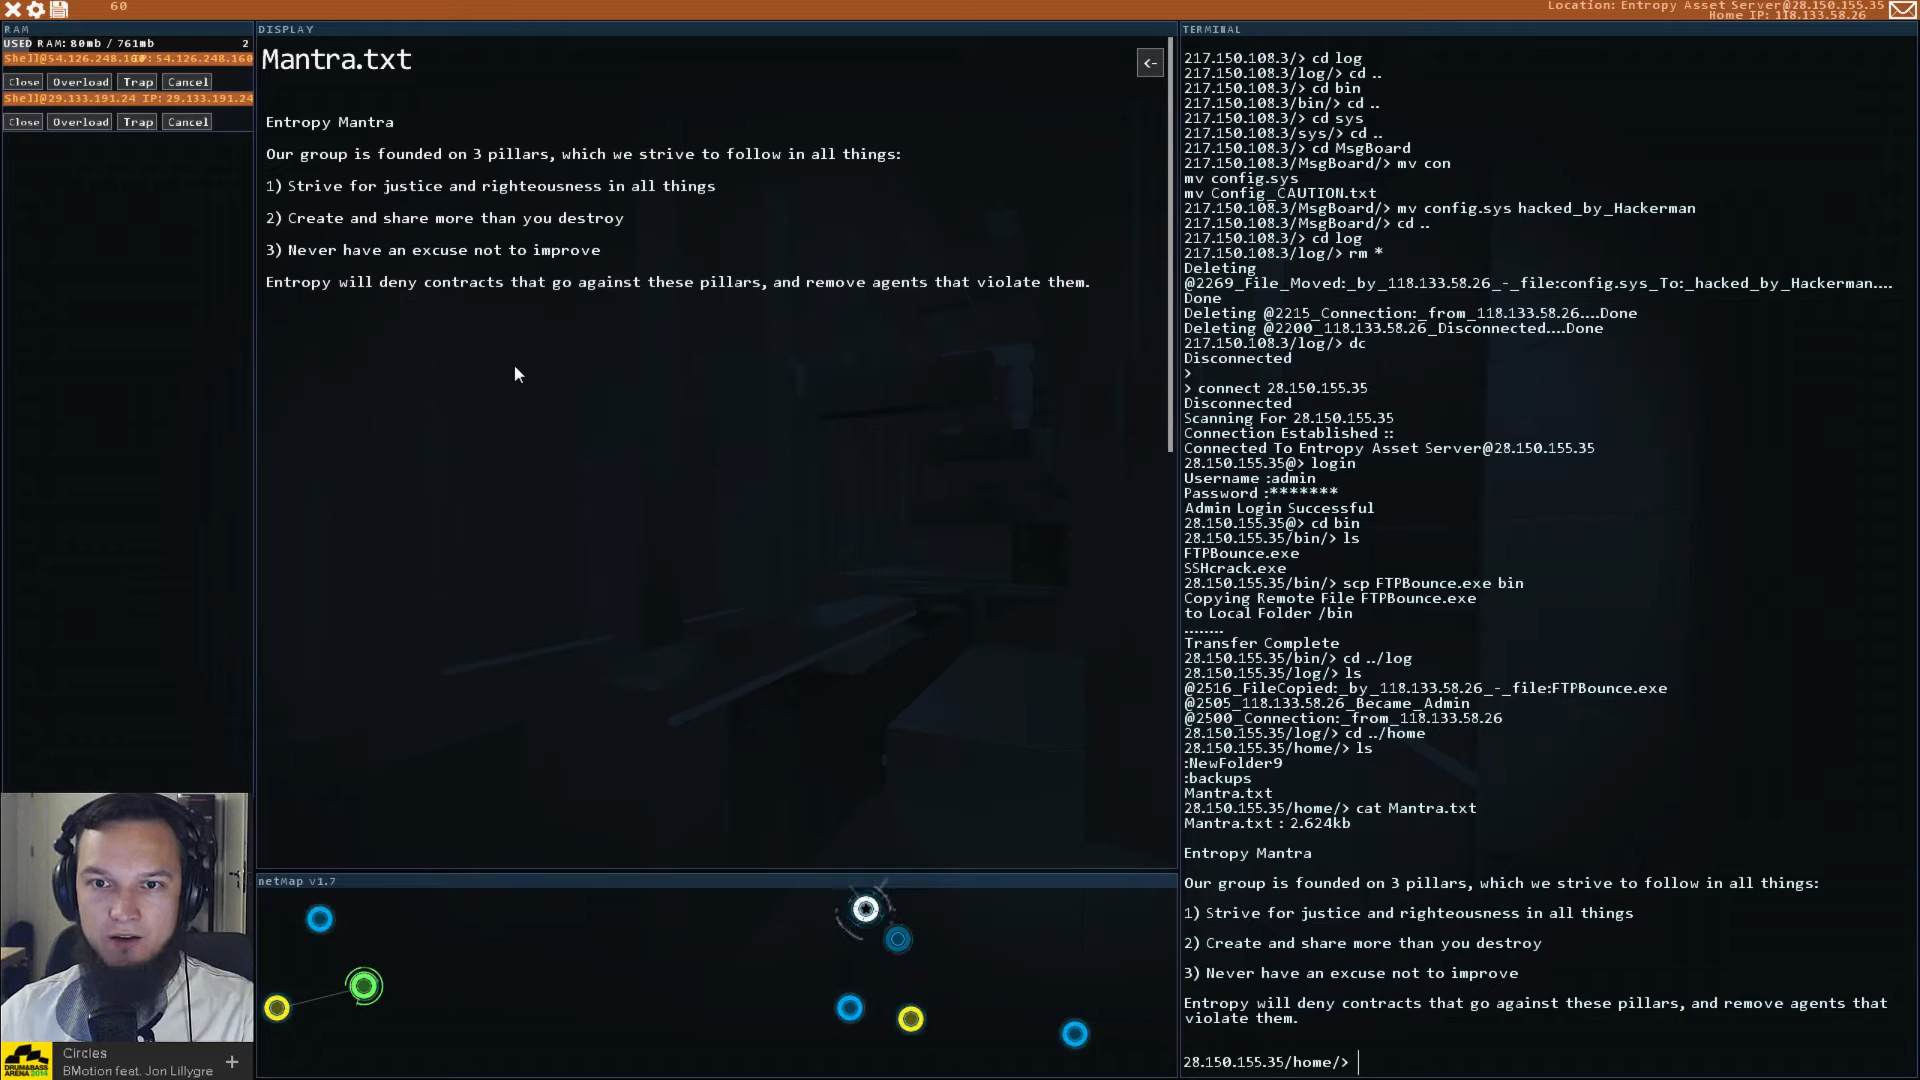 60
Location: Entropy Asset Server@28.150.155.35
Home IP: 118.133.58.26
RAM
USED RAM: 80mb / 761mb 2
Shell@54.126.248.160 IP: 54.126.248.160
Close Overload Trap Cancel
Shell@29.133.191.24 IP: 29.133.191.24
Close Overload Trap Cancel
DISPLAY
Mantra.txt
<-
Entropy Mantra
Our group is founded on 3 pillars, which we strive to follow in all things:
1) Strive for justice and righteousness in all things
2) Create and share more than you destroy
3) Never have an excuse not to improve
Entropy will deny contracts that go against these pillars, and remove agents that violate them.
netMap v1.7
TERMINAL
217.150.108.3/> cd log
217.150.108.3/log/> cd ..
217.150.108.3/> cd bin
217.150.108.3/bin/> cd ..
217.150.108.3/> cd sys
217.150.108.3/sys/> cd ..
217.150.108.3/> cd MsgBoard
217.150.108.3/MsgBoard/> mv con
mv config.sys
mv Config_CAUTION.txt
217.150.108.3/MsgBoard/> mv config.sys hacked_by_Hackerman
217.150.108.3/MsgBoard/> cd ..
217.150.108.3/> cd log
217.150.108.3/log/> rm *
Deleting
@2269_File_Moved:_by_118.133.58.26_-_file:config.sys_To:_hacked_by_Hackerman....
Done
Deleting @2215_Connection:_from_118.133.58.26....Done
Deleting @2200_118.133.58.26_Disconnected....Done
217.150.108.3/log/> dc
Disconnected
>
> connect 28.150.155.35
Disconnected
Scanning For 28.150.155.35
Connection Established ::
Connected To Entropy Asset Server@28.150.155.35
28.150.155.35@> login
Username :admin
Password :*******
Admin Login Successful
28.150.155.35@> cd bin
28.150.155.35/bin/> ls
FTPBounce.exe
SSHcrack.exe
28.150.155.35/bin/> scp FTPBounce.exe bin
Copying Remote File FTPBounce.exe
to Local Folder /bin
........
Transfer Complete
28.150.155.35/bin/> cd ../log
28.150.155.35/log/> ls
@2516_FileCopied:_by_118.133.58.26_-_file:FTPBounce.exe
@2505_118.133.58.26_Became_Admin
@2500_Connection:_from_118.133.58.26
28.150.155.35/log/> cd ../home
28.150.155.35/home/> ls
:NewFolder9
:backups
Mantra.txt
28.150.155.35/home/> cat Mantra.txt
Mantra.txt : 2.624kb
Entropy Mantra
Our group is founded on 3 pillars, which we strive to follow in all things:
1) Strive for justice and righteousness in all things
2) Create and share more than you destroy
3) Never have an excuse not to improve
Entropy will deny contracts that go against these pillars, and remove agents that
violate them.
28.150.155.35/home/>
DRUM&BASS
ARENA 2014
Circles
BMotion feat. Jon Lillygre
+